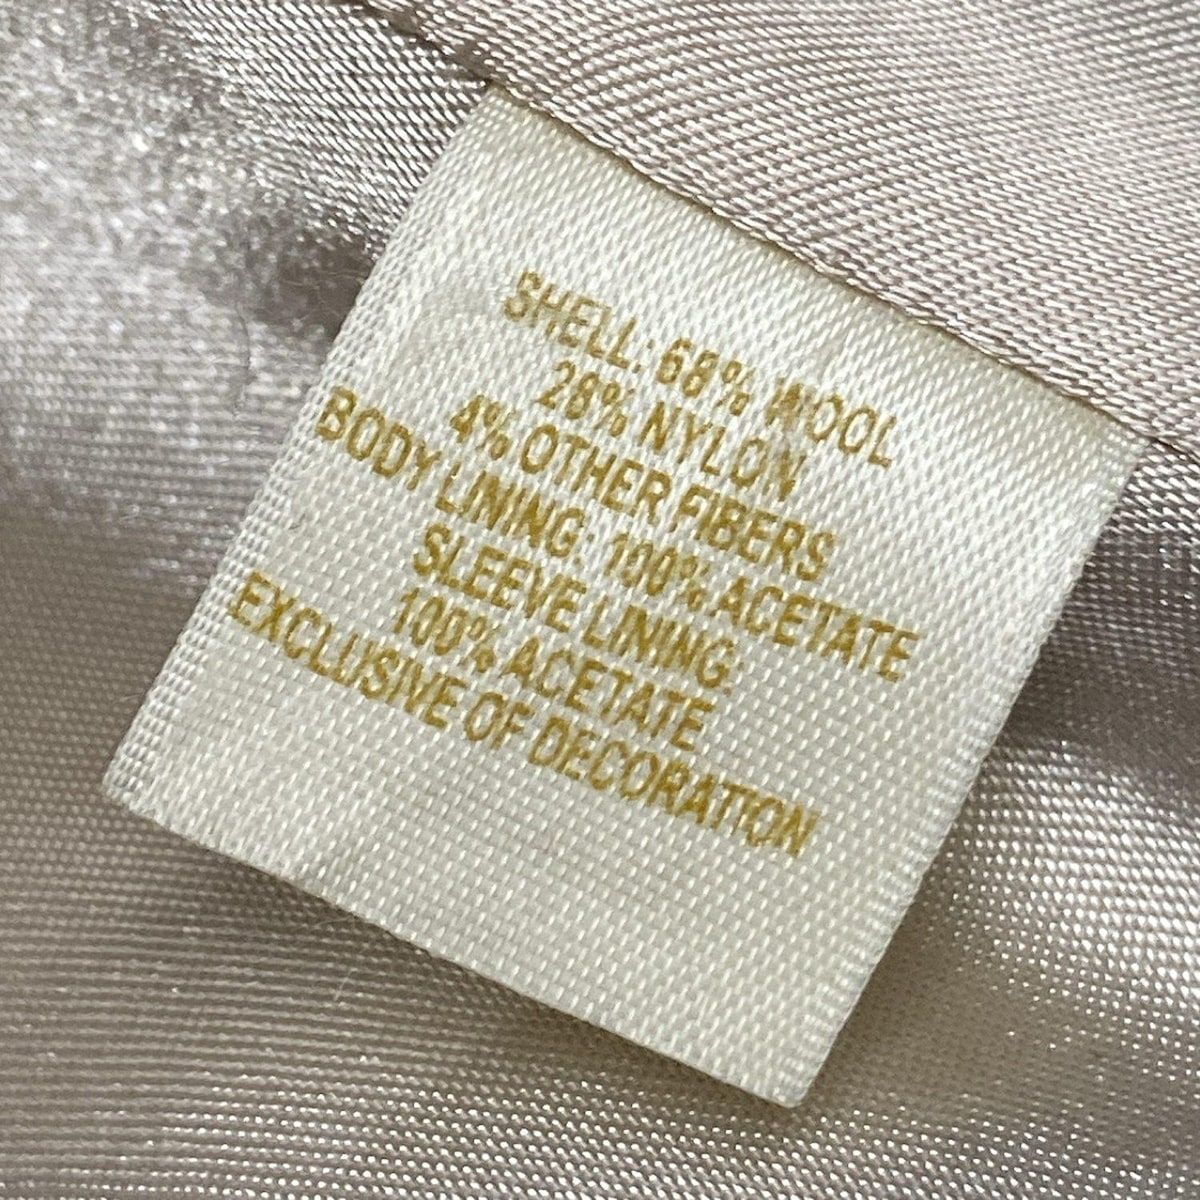 SHELL: 68% WOOL
28% NYLON
4% OTHER FIBERS
BODY LINING: 100% ACETATE
SLEEVE LINING:
100% ACETATE
EXCLUSIVE OF DECORATION